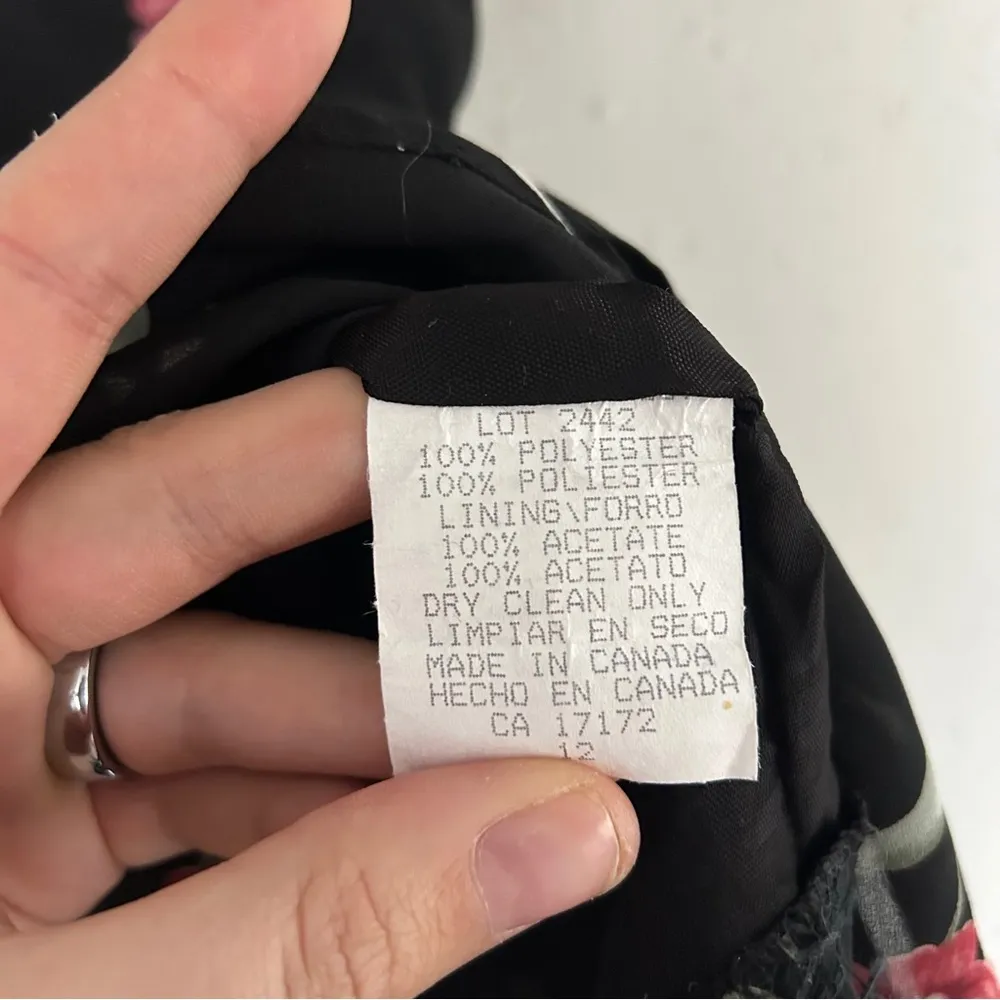 LOT 2442
100% POLYESTER
100% POLIESTER
LINING\FORRO
100% ACETATE
100% ACETATO
DRY CLEAN ONLY
LIMPIAR EN SECO
MADE IN CANADA
HECHO EN CANADA
CA 17172
12